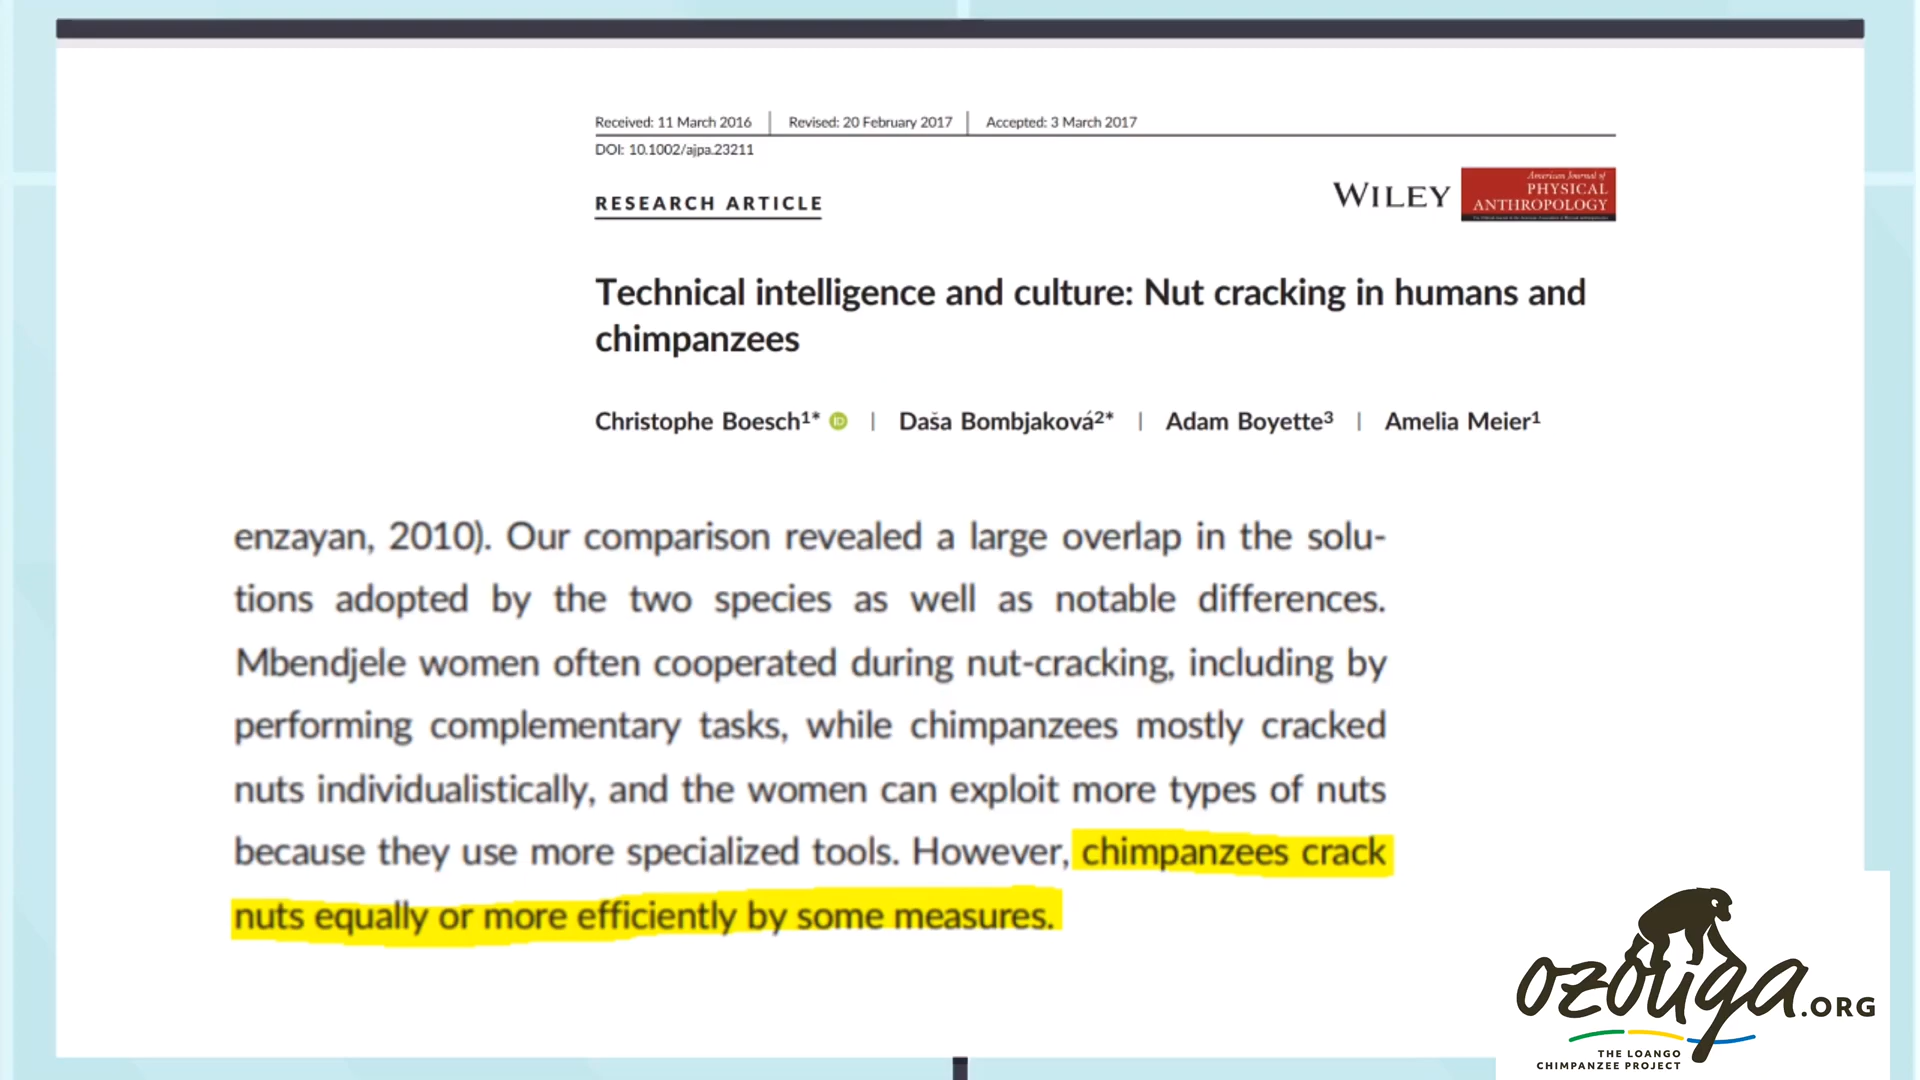 Received: 11 March 2016 | Revised: 20 February 2017 | Accepted: 3 March 2017
DOI: 10.1002/ajpa.23211
RESEARCH ARTICLE
WILEY
American Journal of
PHYSICAL
ANTHROPOLOGY
Technical intelligence and culture: Nut cracking in humans and
chimpanzees
Christophe Boesch1* iD | Daša Bombjaková2* | Adam Boyette3 | Amelia Meier1
enzayan, 2010). Our comparison revealed a large overlap in the solu-
tions adopted by the two species as well as notable differences.
Mbendjele women often cooperated during nut-cracking, including by
performing complementary tasks, while chimpanzees mostly cracked
nuts individualistically, and the women can exploit more types of nuts
because they use more specialized tools. However, chimpanzees crack
nuts equally or more efficiently by some measures.
ozouga.ORG
THE LOANGO
CHIMPANZEE PROJECT